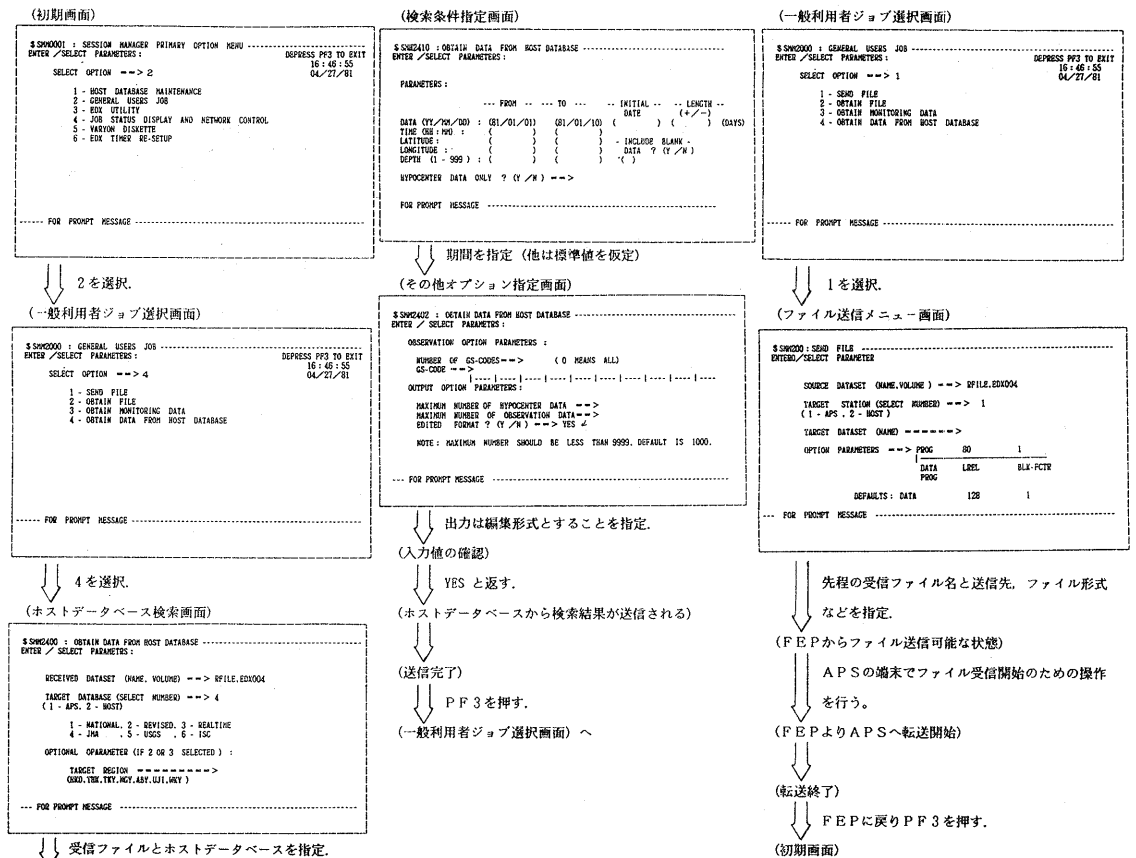 (初期画面)
$SMM0001 : SESSION MANAGER PRIMARY OPTION MENU
ENTER /SELECT PARAMETERS:
DEPRESS PF3 TO EXIT
16:46:55
04/27/81
SELECT OPTION ==> 2
1 - HOST DATABASE MAINTENANCE
2 - GENERAL USERS JOB
3 - EDX UTILITY
4 - JOB STATUS DISPLAY AND NETWORK CONTROL
5 - VARYON DISKETTE
6 - EDX TIMER RE-SETUP
----- FOR PROMPT MESSAGE -----
2を選択.
(一般利用者ジョブ選択画面)
$SMM2000 : GENERAL USERS JOB
ENTER /SELECT PARAMETERS:
DEPRESS PF3 TO EXIT
16:46:55
04/27/81
SELECT OPTION ==> 4
1 - SEND FILE
2 - OBTAIN FILE
3 - OBTAIN MONITORING DATA
4 - OBTAIN DATA FROM HOST DATABASE
----- FOR PROMPT MESSAGE -----
4を選択.
(ホストデータベース検索画面)
$SMM2400 : OBTAIN DATA FROM HOST DATABASE
ENTER / SELECT PARAMETRS:
RECEIVED DATASET (NAME, VOLUME) ==> RFILE,EDX004
TARGET DATABASE (SELECT NUMBER) ==> 4
(1 - APS, 2 - HOST)
1 - NATIONAL, 2 - REVISED, 3 - REALTIME
4 - JMA , 5 - USGS , 6 - ISC
OPTIONAL OPARAMETER (IF 2 OR 3 SELECTED) :
TARGET REGION =========>
(HKD,THK,TKY,NGY,ABY,UJI,WKY)
--- FOR PROMPT MESSAGE ---
受信ファイルとホストデータベースを指定.
(検索条件指定画面)
$SMM2410 : OBTAIN DATA FROM HOST DATABASE
ENTER /SELECT PARAMETERS:
PARAMETERS:
--- FROM -- --- TO --- -- INITIAL -- -- LENGTH --
DATE (+/-)
DATA (YY/MM/DD) : (81/01/01) (81/01/10) ( ) ( ) (DAYS)
TIME (HH:MM) : ( ) ( )
LATITUDE : ( ) ( ) - INCLUDE BLANK -
LONGITUDE : ( ) ( ) DATA ? (Y/N)
DEPTH (1 - 999) : ( ) ( ) ( )
HYPOCENTER DATA ONLY ? (Y/N) ==>
FOR PROMPT MESSAGE ---
期間を指定 (他は標準値を仮定)
(その他オプション指定画面)
$SMM2402 : OBTAIN DATA FROM HOST DATABASE
ENTER / SELECT PARAMETRS:
OBSERVATION OPTION PARAMETERS :
NUMBER OF GS-CODES==> (0 MEANS ALL)
GS-CODE ==>
|----|----|----|----|----|----|----|----
OUTPUT OPTION PARAMETERS:
MAXIMUM NUMBER OF HYPOCENTER DATA ==>
MAXIMUM NUMBER OF OBSERVATION DATA==>
EDITED FORMAT ? (Y/N) ==> YES
NOTE: MAXIMUM NUMBER SHOULD BE LESS THAN 9999. DEFAULT IS 1000.
--- FOR PROMPT MESSAGE ---
出力は編集形式とすることを指定.
(入力値の確認)
YES と返す.
(ホストデータベースから検索結果が送信される)
(送信完了)
PF3を押す.
(一般利用者ジョブ選択画面) へ
(一般利用者ジョブ選択画面)
$SMM2000 : GENERAL USERS JOB
ENTER /SELECT PARAMETERS:
DEPRESS PF3 TO EXIT
16:46:55
04/27/81
SELECT OPTION ==> 1
1 - SEND FILE
2 - OBTAIN FILE
3 - OBTAIN MONITORING DATA
4 - OBTAIN DATA FROM HOST DATABASE
----- FOR PROMPT MESSAGE -----
1を選択.
(ファイル送信メニュー画面)
$SMM200 : SEND FILE
ENTER0/SELECT PARAMETER
SOURCE DATASET (NAME,VOLUME) ==> RFILE,EDX004
TARGET STATION (SELECT NUMBER) ==> 1
(1 - APS, 2 - HOST)
TARGET DATASET (NAME) ======>
OPTION PARAMETERS ==> PROG 80 1
DATA LREL BLK-FCTR
PROG
DEFAULTS: DATA 128 1
--- FOR PROMPT MESSAGE ---
先程の受信ファイル名と送信先, ファイル形式
などを指定.
(FEPからファイル送信可能な状態)
APSの端末でファイル受信開始のための操作
を行う。
(FEPよりAPSへ転送開始)
(転送終了)
FEPに戻りPF3を押す.
(初期画面)